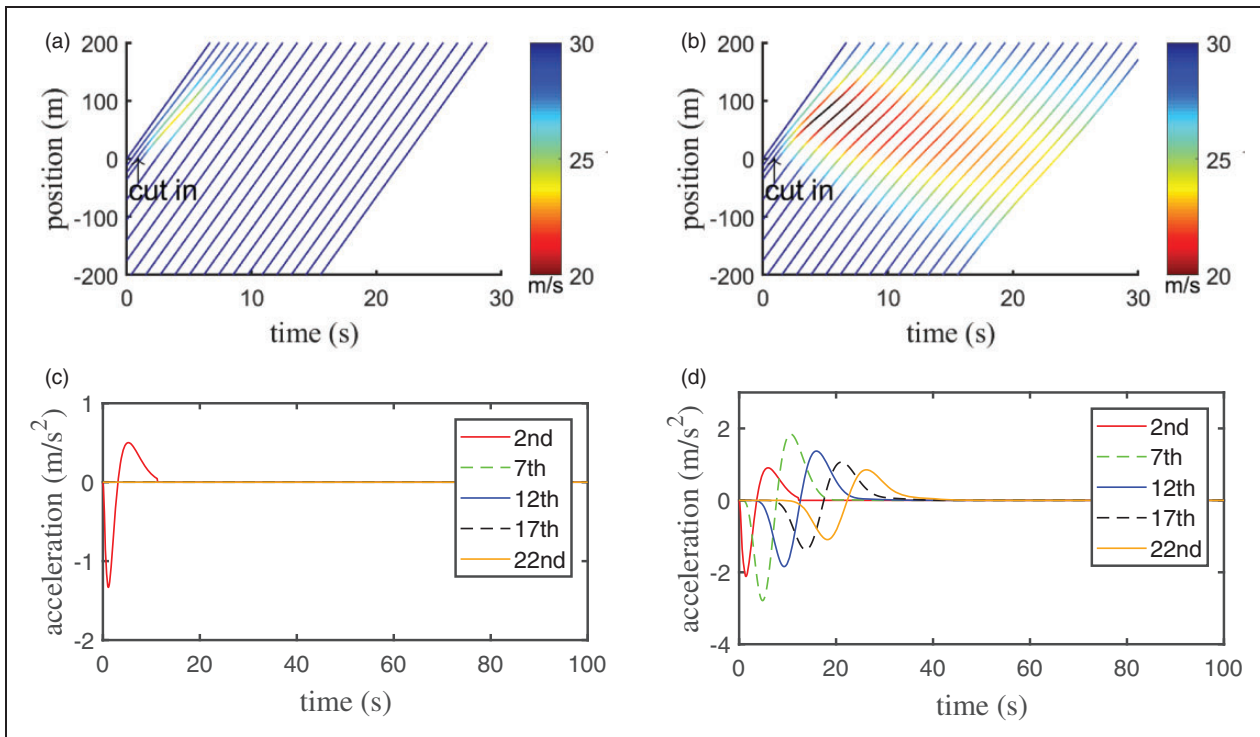 (a)
200
100
0
-100
-200
position (m)
cut in
0
10
20
30
time (s)
30
25
20
m/s
(b)
200
100
0
-100
-200
position (m)
cut in
0
10
20
30
time (s)
30
25
20
m/s
(c)
1
0
-1
-2
acceleration (m/s²)
2nd
7th
12th
17th
22nd
0
20
40
60
80
100
time (s)
(d)
2
0
-2
-4
acceleration (m/s²)
2nd
7th
12th
17th
22nd
0
20
40
60
80
100
time (s)